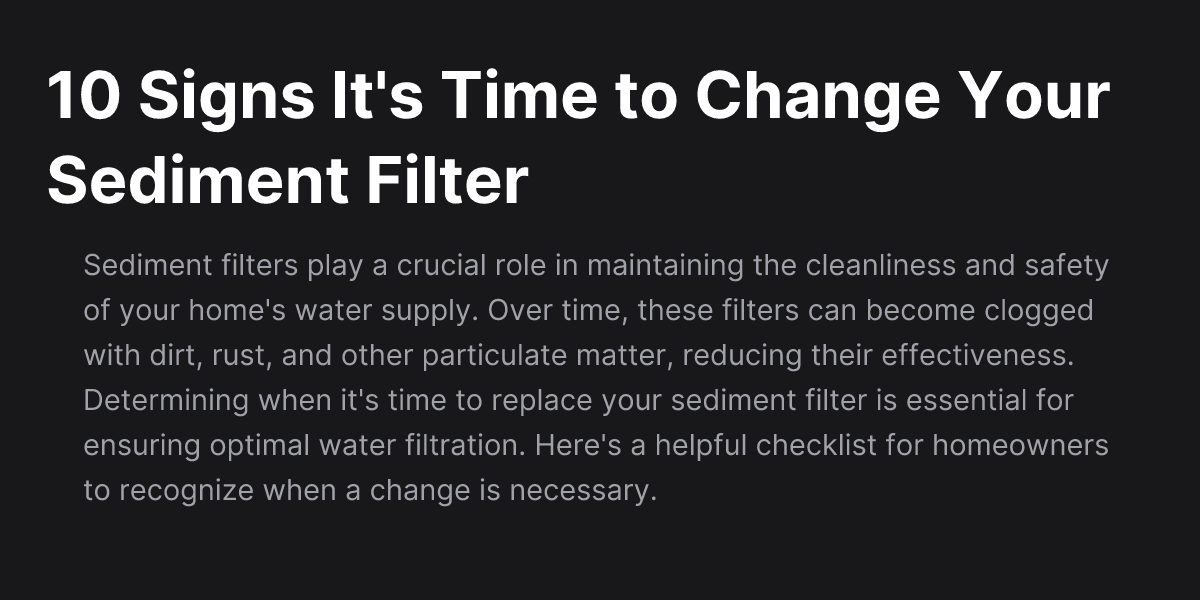 10 Signs It's Time to Change Your
Sediment Filter
Sediment filters play a crucial role in maintaining the cleanliness and safety
of your home's water supply. Over time, these filters can become clogged
with dirt, rust, and other particulate matter, reducing their effectiveness.
Determining when it's time to replace your sediment filter is essential for
ensuring optimal water filtration. Here's a helpful checklist for homeowners
to recognize when a change is necessary.